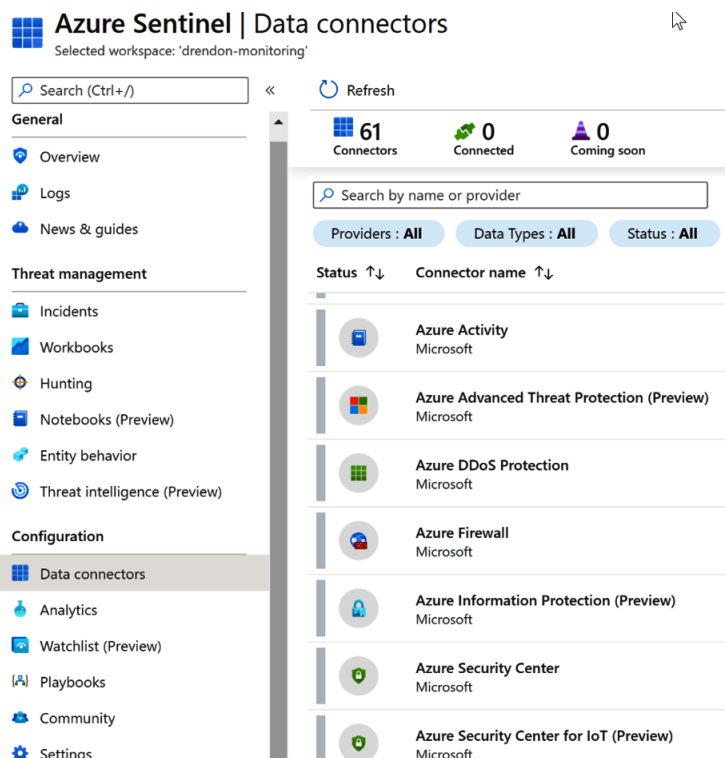 Azure Sentinel | Data connectors
Selected workspace: 'drendon-monitoring'
Search (Ctrl+/)
«
General
Overview
Logs
News & guides
Threat management
Incidents
Workbooks
Hunting
Notebooks (Preview)
Entity behavior
Threat intelligence (Preview)
Configuration
Data connectors
Analytics
Watchlist (Preview)
Playbooks
Community
Settings
Refresh
61
Connectors
0
Connected
0
Coming soon
Search by name or provider
Providers : All
Data Types : All
Status : All
Status ↑↓ Connector name ↑↓
Azure Activity
Microsoft
Azure Advanced Threat Protection (Preview)
Microsoft
Azure DDoS Protection
Microsoft
Azure Firewall
Microsoft
Azure Information Protection (Preview)
Microsoft
Azure Security Center
Microsoft
Azure Security Center for IoT (Preview)
Microsoft